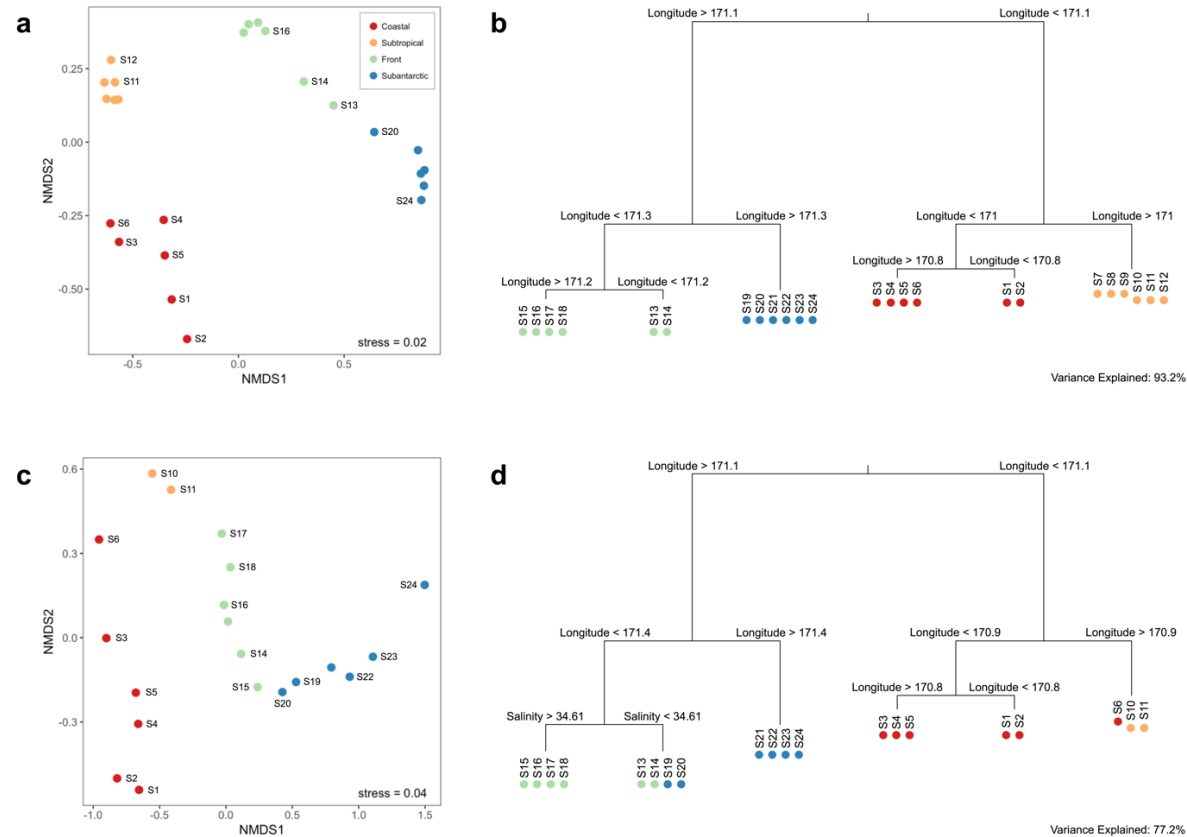 a
S16
S12
S11
S14
S13
S20
S24
S6
S4
S3
S5
S1
S2
Coastal
Subtropical
Front
Subantarctic
0.25
0.00
-0.25
-0.50
NMDS2
-0.5
0.0
0.5
NMDS1
stress = 0.02
b
Longitude > 171.1
Longitude < 171.1
Longitude < 171.3
Longitude > 171.3
Longitude < 171
Longitude > 171
Longitude > 171.2
Longitude < 171.2
Longitude > 170.8
Longitude < 170.8
S15
S16
S17
S18
S13
S14
S19
S20
S21
S22
S23
S24
S3
S4
S5
S6
S1
S2
S7
S8
S9
S10
S11
S12
Variance Explained: 93.2%
c
S10
S11
S17
S6
S18
S24
S16
S3
S14
S23
S5
S15
S19
S22
S20
S4
S2
S1
0.6
0.3
0.0
-0.3
NMDS2
-1.0
-0.5
0.0
0.5
1.0
1.5
NMDS1
stress = 0.04
d
Longitude > 171.1
Longitude < 171.1
Longitude < 171.4
Longitude > 171.4
Longitude < 170.9
Longitude > 170.9
Salinity > 34.61
Salinity < 34.61
Longitude > 170.8
Longitude < 170.8
S15
S16
S17
S18
S13
S14
S19
S20
S21
S22
S23
S24
S3
S4
S5
S1
S2
S6
S10
S11
Variance Explained: 77.2%